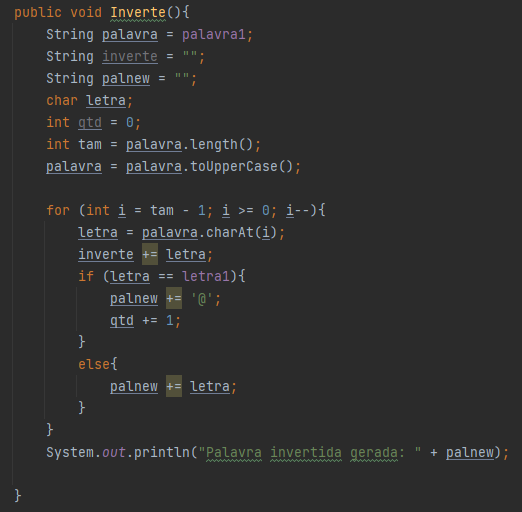 public void Inverte(){
    String palavra = palavra1;
    String inverte = "";
    String palnew = "";
    char letra;
    int qtd = 0;
    int tam = palavra.length();
    palavra = palavra.toUpperCase();

    for (int i = tam - 1; i >= 0; i--){
        letra = palavra.charAt(i);
        inverte += letra;
        if (letra == letra1){
            palnew += '@';
            qtd += 1;
        }
        else{
            palnew += letra;
        }
    }
    System.out.println("Palavra invertida gerada: " + palnew);

}